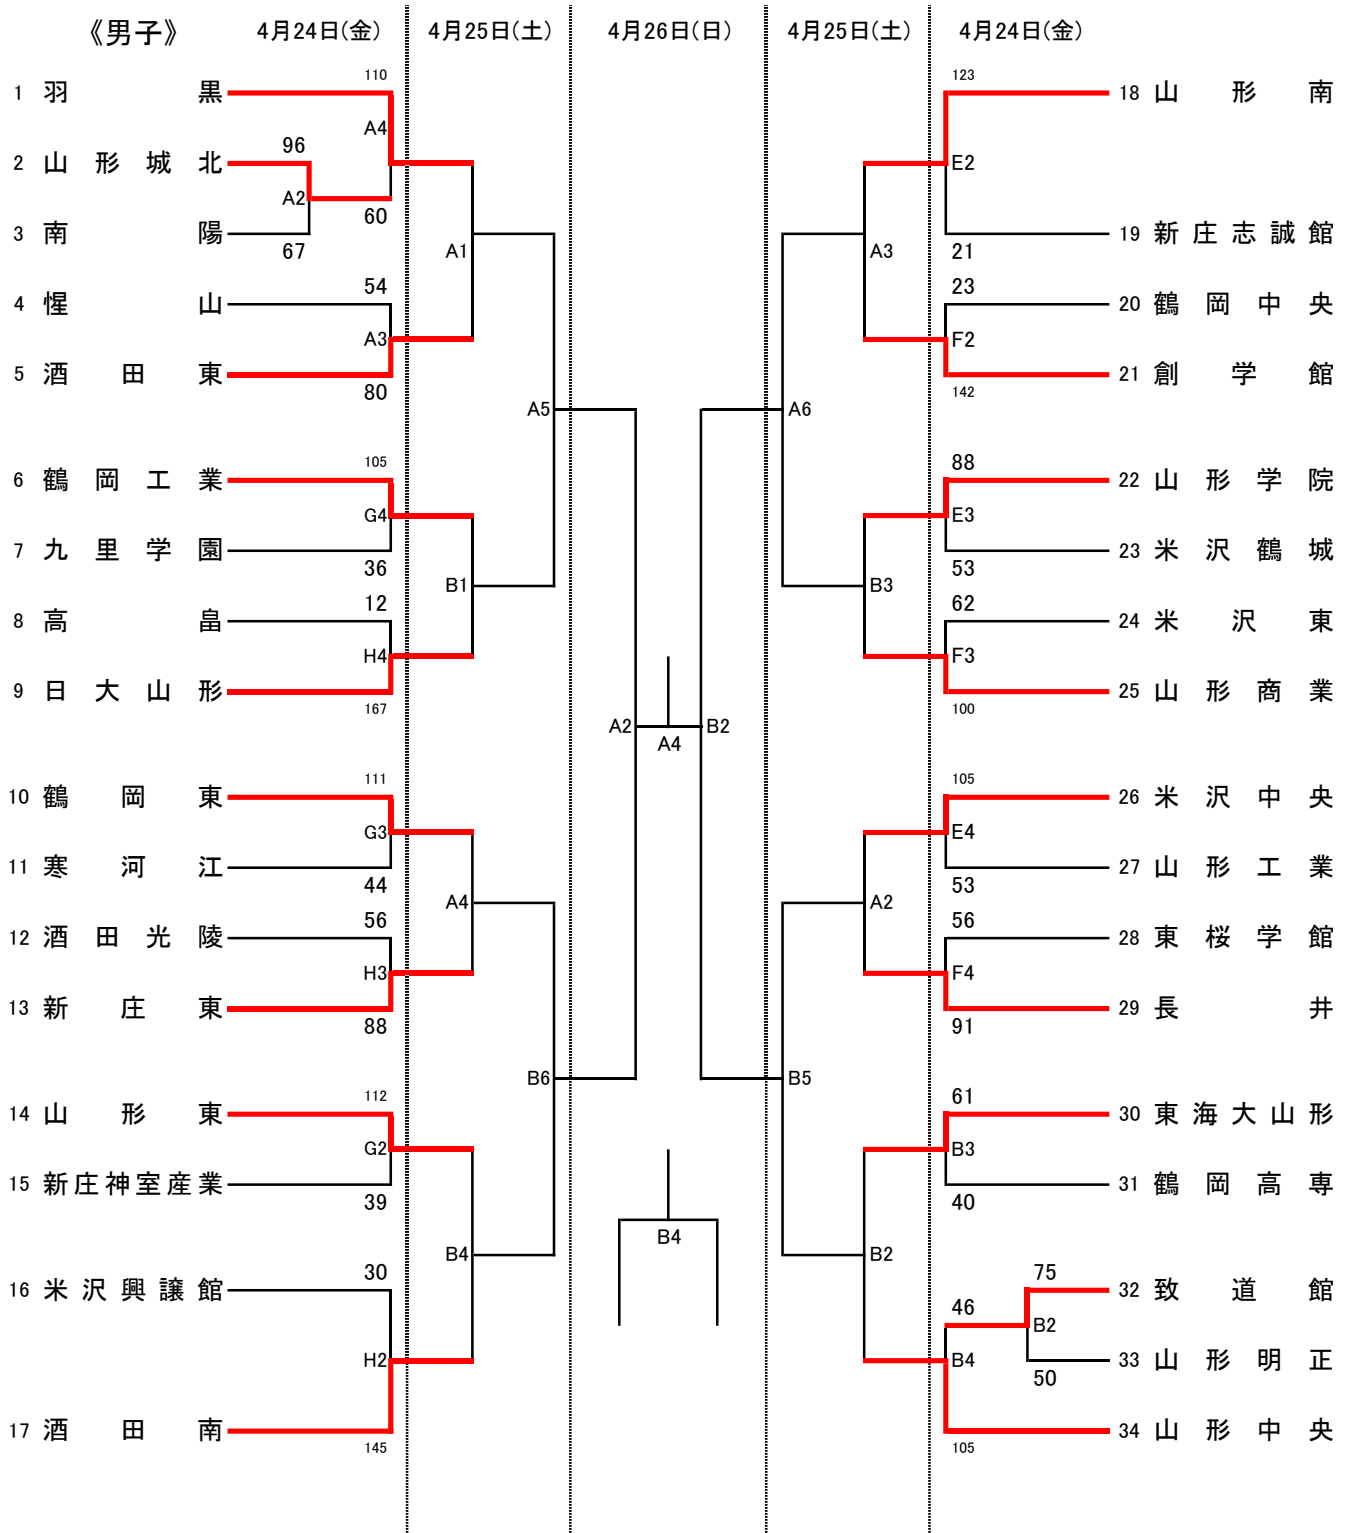 《男子》 4月24日(金) 4月25日(土) 4月26日(日) 4月25日(土) 4月24日(金)
110 123
1 羽黒 18 山形南
A4
96
2 山形城北 E2
A2
60
3 南陽 19 新庄志誠館
67 A1 A3 21
54 23
4 惺山 20 鶴岡中央
A3 F2
5 酒田東 21 創学館
80 142
A5 A6
105 88
6 鶴岡工業 22 山形学院
G4 E3
7 九里学園 23 米沢鶴城
36 53
B1 B3
12 62
8 高畠 24 米沢東
H4 F3
9 日大山形 25 山形商業
167 100
A2 B2
A4
111 105
10 鶴岡東 26 米沢中央
G3 E4
11 寒河江 27 山形工業
44 53
A4 A2
56 56
12 酒田光陵 28 東桜学館
H3 F4
13 新庄東 29 長井
88 91
B6 B5
112 61
14 山形東 30 東海大山形
G2 B3
15 新庄神室産業 31 鶴岡高専
39 40
B4
B4 B2
30 75
16 米沢興譲館 32 致道館
46
B2
H2 B4 33 山形明正
50
17 酒田南 34 山形中央
145 105